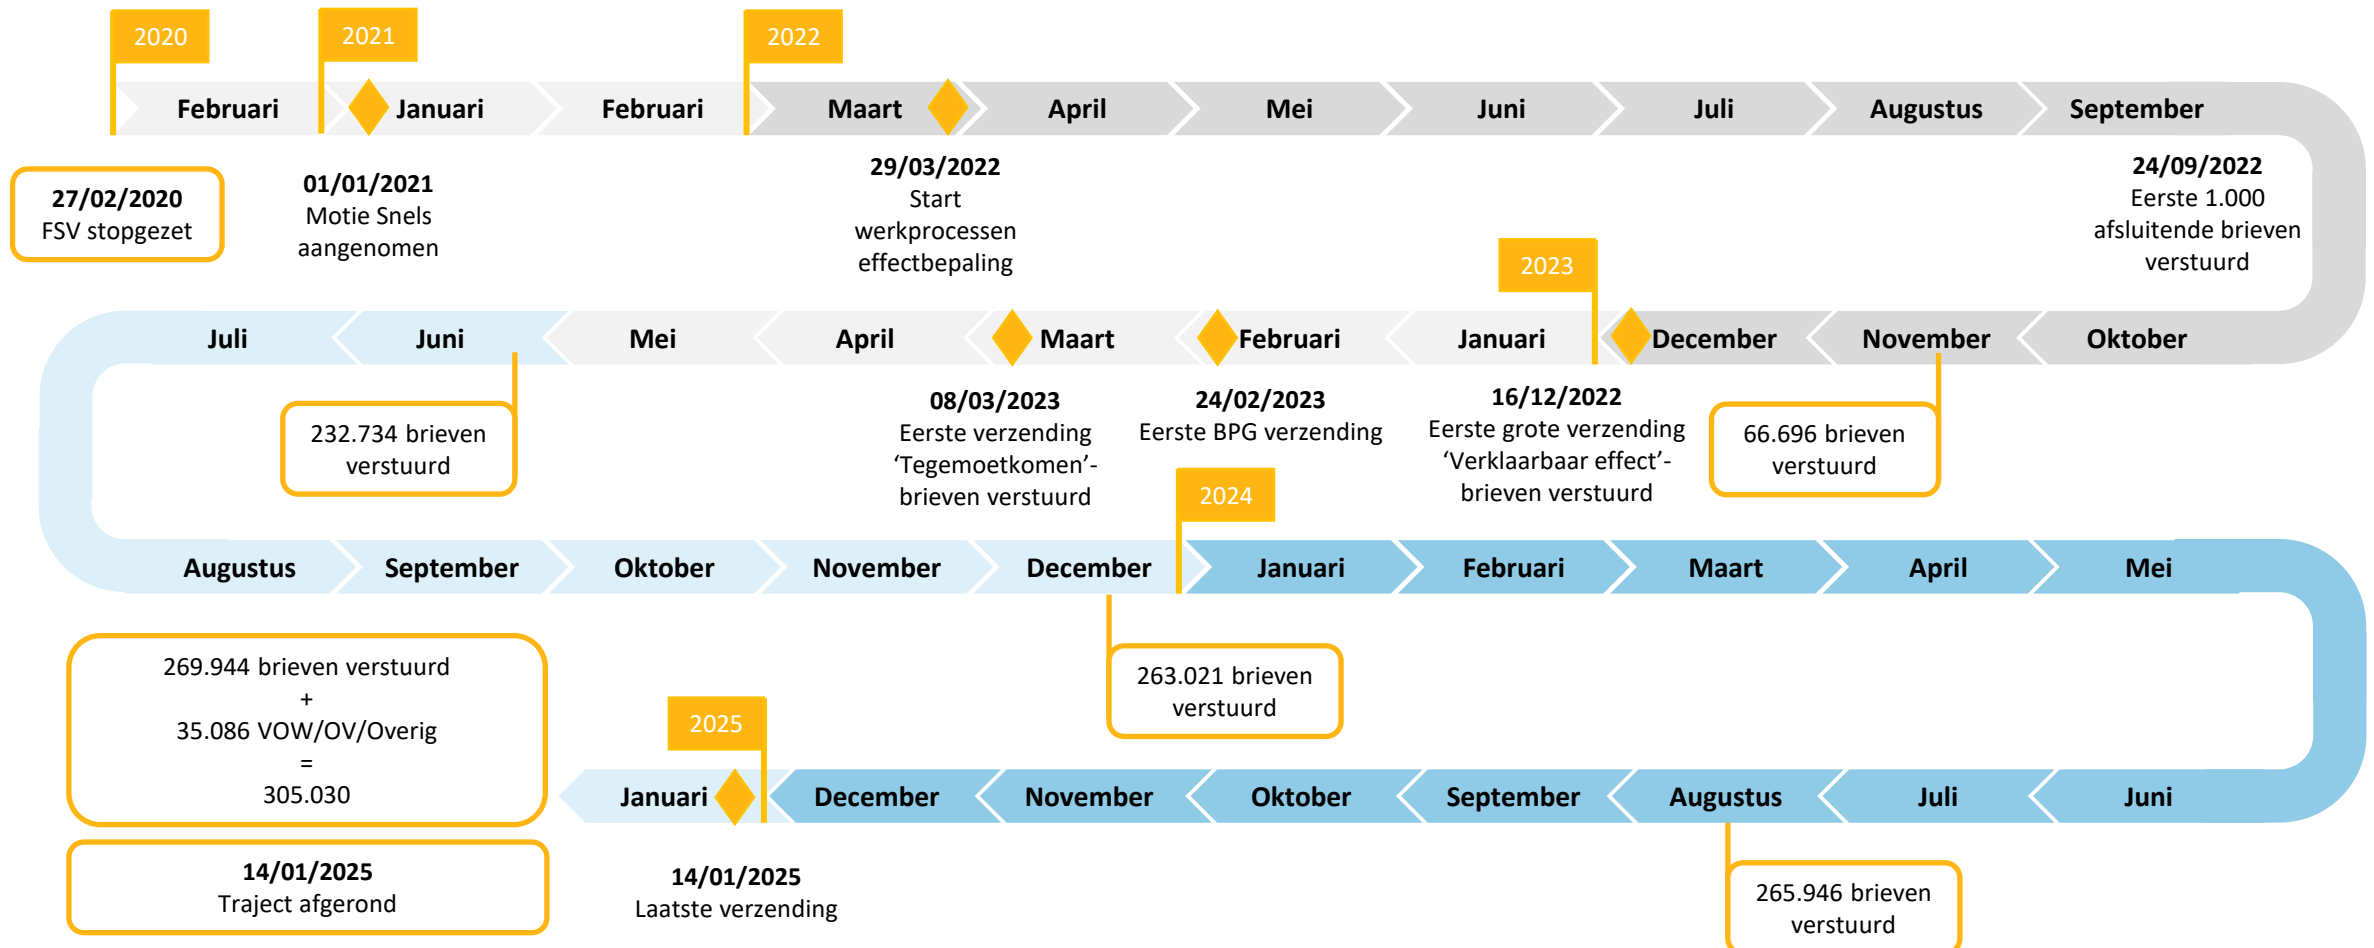 2020
2021
2022
Februari
Januari
Februari
Maart
April
Mei
Juni
Juli
Augustus
September
27/02/2020
FSV stopgezet
01/01/2021
Motie Snels
aangenomen
29/03/2022
Start
werkprocessen
effectbepaling
24/09/2022
Eerste 1.000
afsluitende brieven
verstuurd
2023
Juli
Juni
Mei
April
Maart
Februari
Januari
December
November
Oktober
232.734 brieven
verstuurd
08/03/2023
Eerste verzending
‘Tegemoetkomen’-
brieven verstuurd
24/02/2023
Eerste BPG verzending
16/12/2022
Eerste grote verzending
‘Verklaarbaar effect’-
brieven verstuurd
66.696 brieven
verstuurd
2024
Augustus
September
Oktober
November
December
Januari
Februari
Maart
April
Mei
269.944 brieven verstuurd
+
35.086 VOW/OV/Overig
=
305.030
263.021 brieven
verstuurd
2025
Januari
December
November
Oktober
September
Augustus
Juli
Juni
14/01/2025
Traject afgerond
14/01/2025
Laatste verzending
265.946 brieven
verstuurd